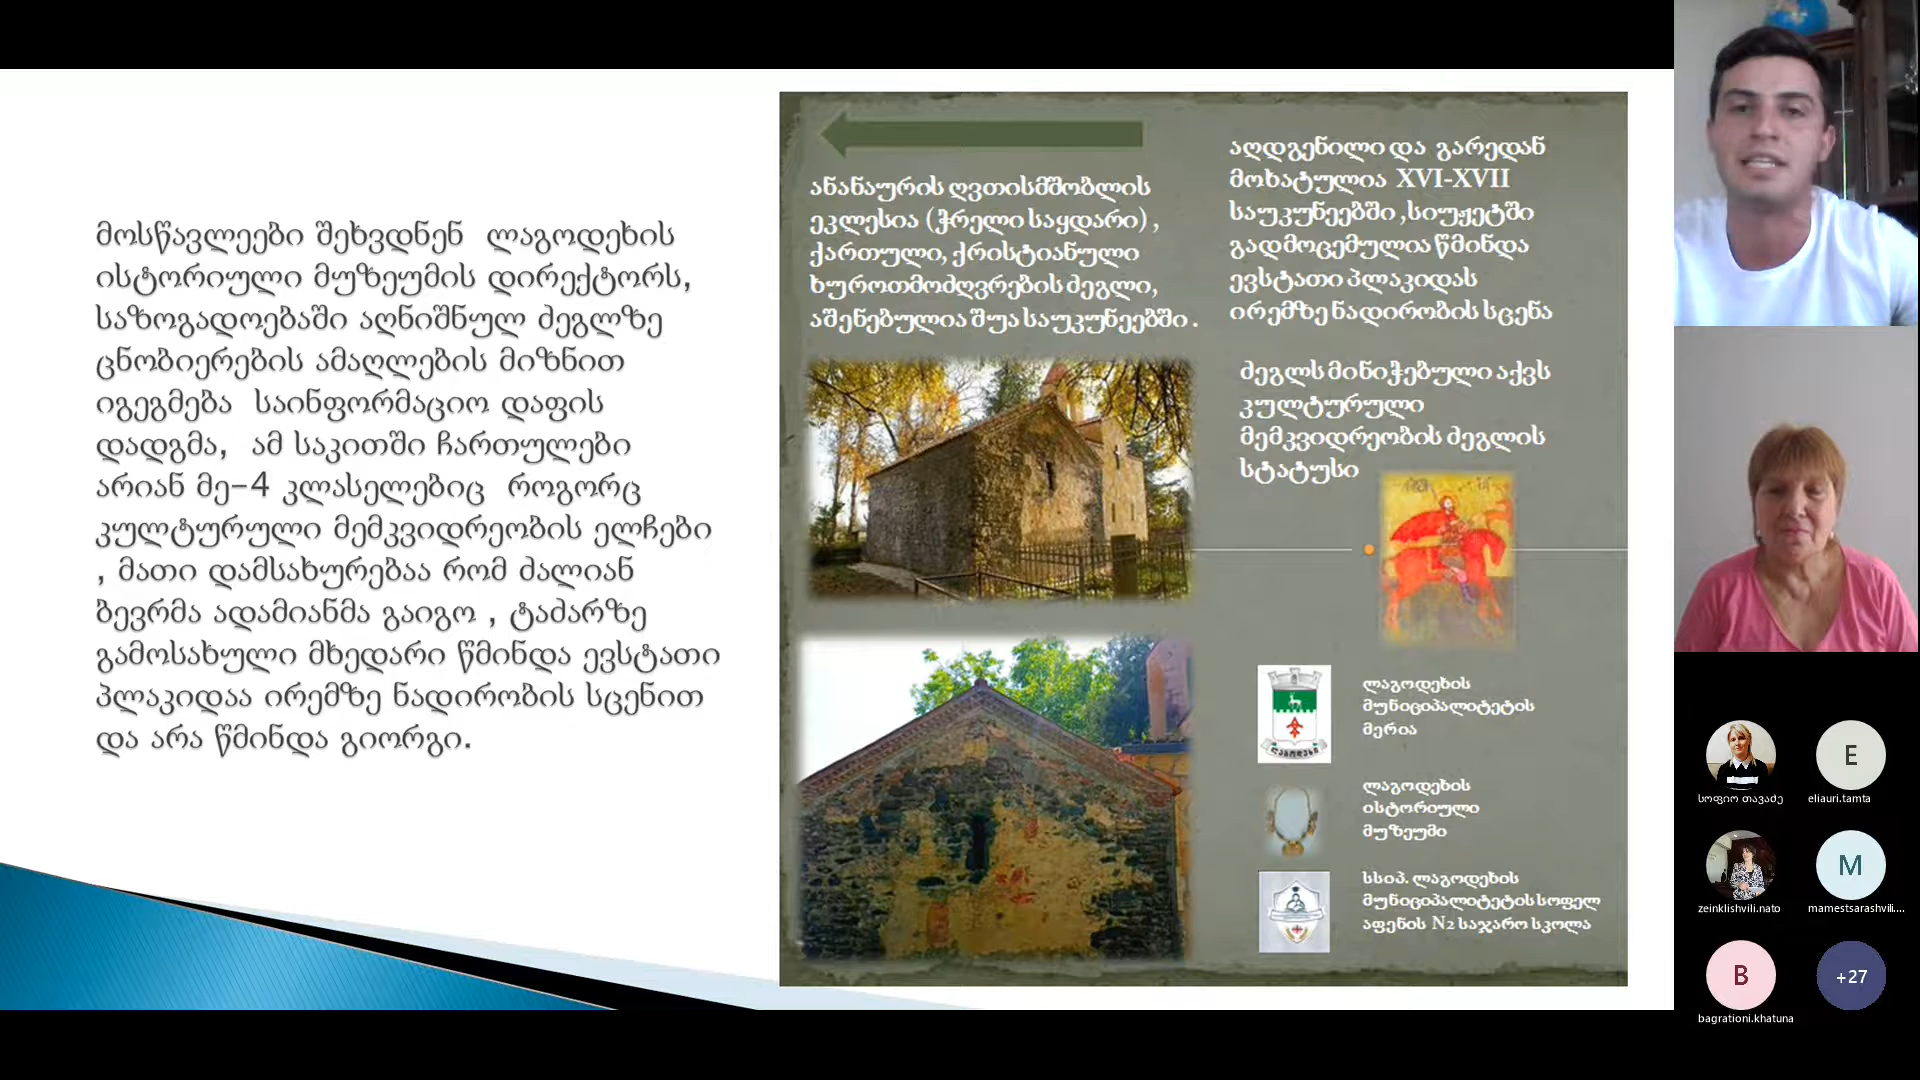 მოსწავლეები შეხვდნენ ლაგოდეხის
ისტორიული მუზეუმის დირექტორს,
საზოგადოებაში აღნიშნულ ძეგლზე
ცნობიერების ამაღლების მიზნით
იგეგმება საინფორმაციო დაფის
დადგმა, ამ საკითში ჩართულები
არიან მე-4 კლასელებიც როგორც
კულტურული მემკვიდრეობის ელჩები
, მათი დამსახურებაა რომ ძალიან
ბევრმა ადამიანმა გაიგო , ტაძარზე
გამოსახული მხედარი წმინდა ევსტათი
პლაკიდაა ირემზე ნადირობის სცენით
და არა წმინდა გიორგი.
ანანაურის ღვთისმშობლის
ეკლესია (ჭრელი საყდარი) ,
ქართული, ქრისტიანული
ხუროთმოძღვრების ძეგლი,
აშენებულია შუა საუკუნეებში .
აღდგენილი და გარედან
მოხატულია XVI-XVII
საუკუნეებში ,სიუჟეტში
გადმოცემულია წმინდა
ევსტათი პლაკიდას
ირემზე ნადირობის სცენა
ძეგლს მინიჭებული აქვს
კულტურული
მემკვიდრეობის ძეგლის
სტატუსი
ლაგოდეხი
ლაგოდეხის
მუნიციპალიტეტის
მერია
ლაგოდეხის
ისტორიული
მუზეუმი
სსიპ. ლაგოდეხის
მუნიციპალიტეტის სოფელ
აფენის N2 საჯარო სკოლა
სოფიო თავაძე
E
eliauri.tamta
zeinklishvili.nato
M
mamestsarashvili....
B
bagrationi.khatuna
+27